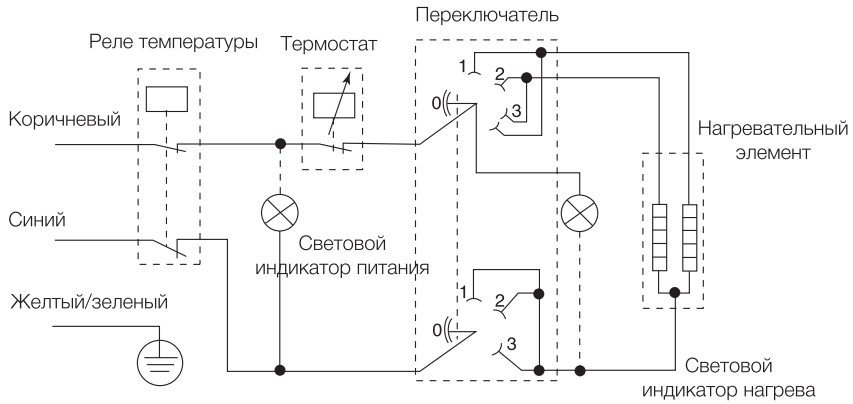 Переключатель
Реле температуры
Термостат
1
2
0
3
Коричневый
Нагревательный
элемент
Синий
Световой
индикатор питания
1
2
Желтый/зеленый
0
3
Световой
индикатор нагрева